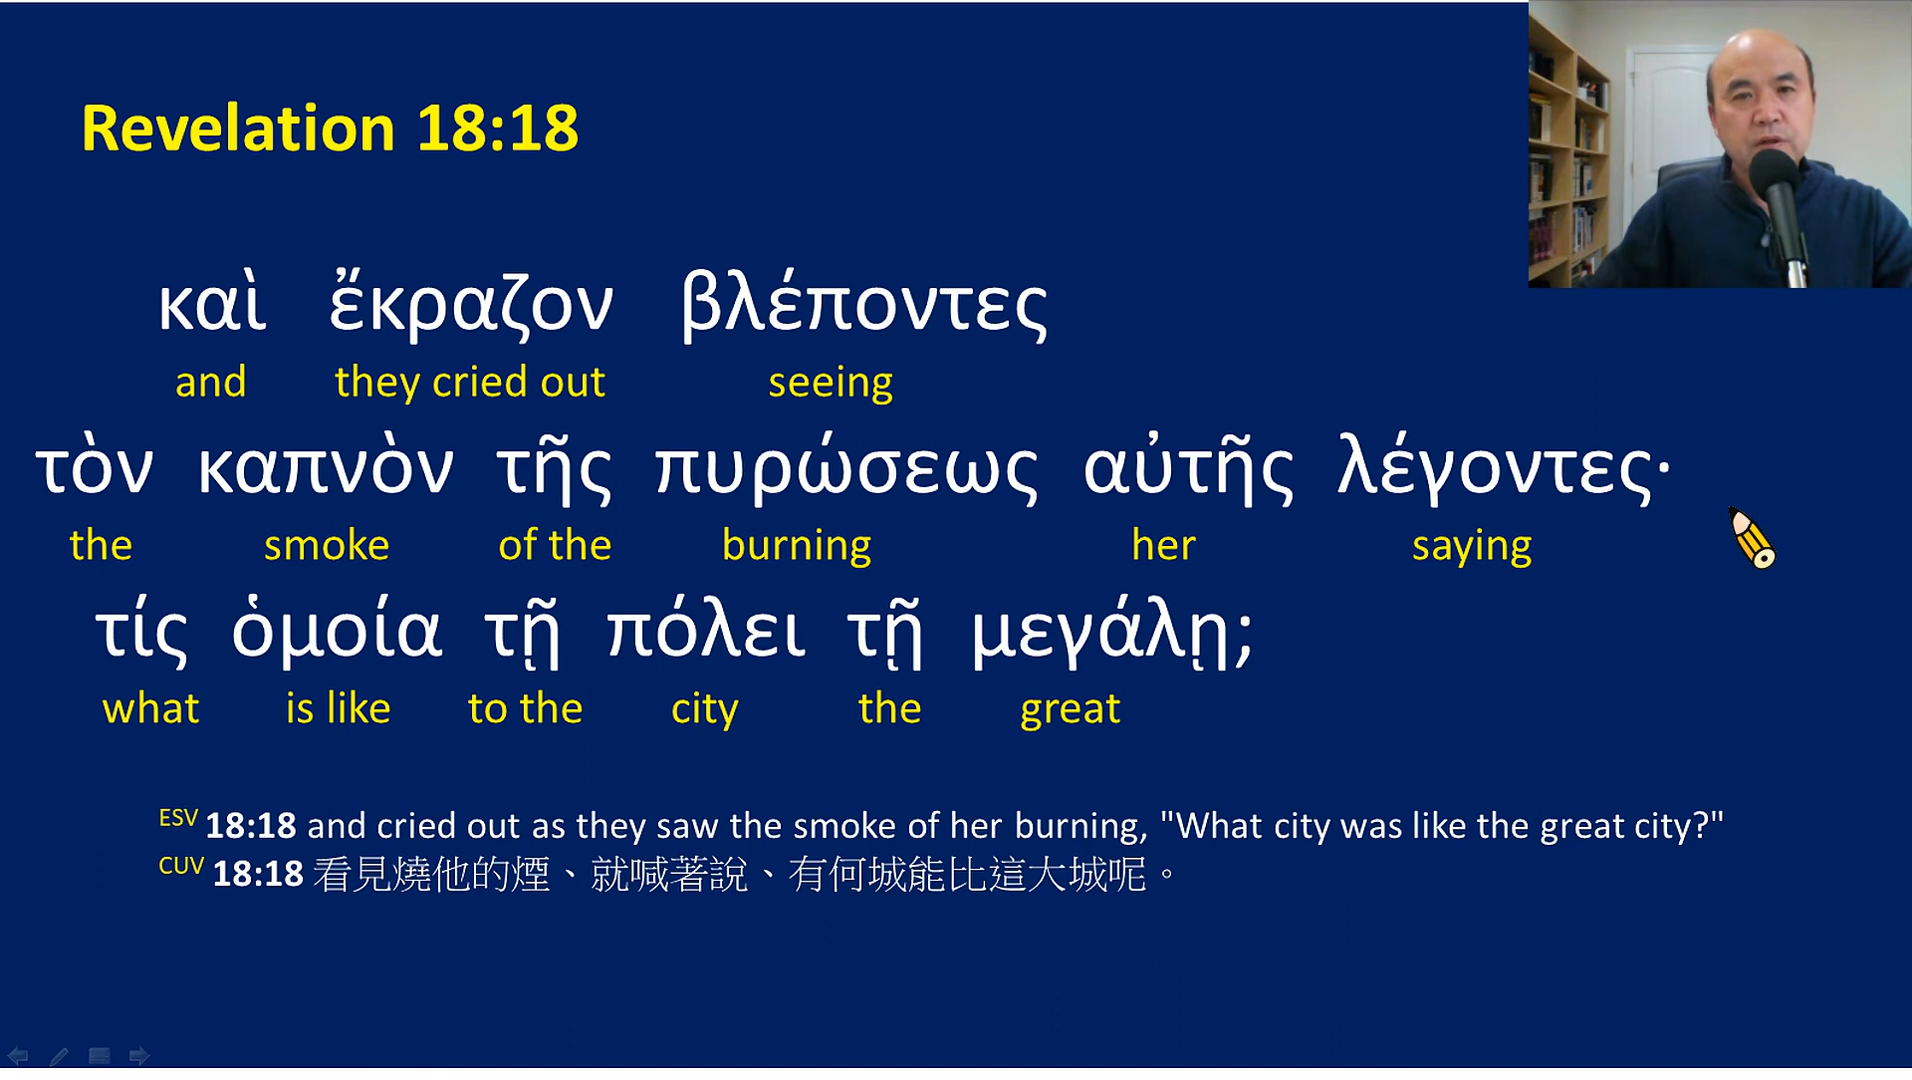 Revelation 18:18
καὶ ἔκραζον βλέποντες
and they cried out seeing
τὸν καπνὸν τῆς πυρώσεως αὐτῆς λέγοντες·
the smoke of the burning her saying
τίς ὁμοία τῇ πόλει τῇ μεγάλῃ;
what is like to the city the great
ESV 18:18 and cried out as they saw the smoke of her burning, "What city was like the great city?"
CUV 18:18 看見燒他的煙、就喊著說、有何城能比這大城呢。